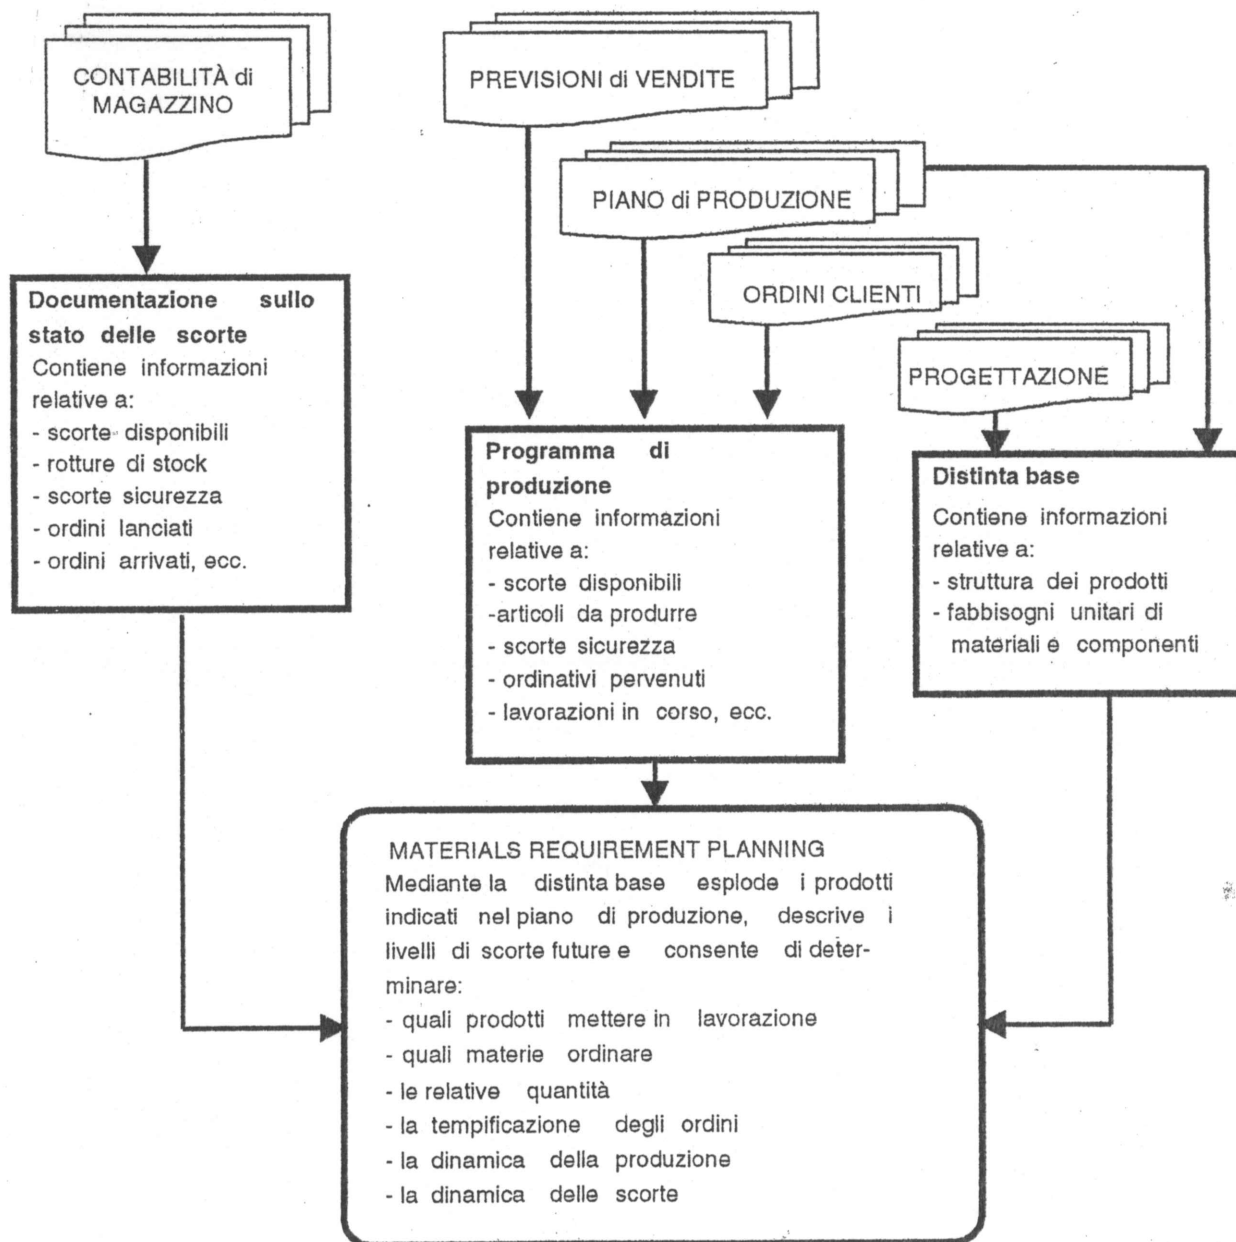 CONTABILITÀ di
MAGAZZINO
PREVISIONI di VENDITE
PIANO di PRODUZIONE
ORDINI CLIENTI
PROGETTAZIONE
Documentazione sullo
stato delle scorte
Contiene informazioni
relative a:
- scorte disponibili
- rotture di stock
- scorte sicurezza
- ordini lanciati
- ordini arrivati, ecc.
Programma di
produzione
Contiene informazioni
relative a:
- scorte disponibili
-articoli da produrre
- scorte sicurezza
- ordinativi pervenuti
- lavorazioni in corso, ecc.
Distinta base
Contiene informazioni
relative a:
- struttura dei prodotti
- fabbisogni unitari di
materiali e componenti
MATERIALS REQUIREMENT PLANNING
Mediante la distinta base esplode i prodotti
indicati nel piano di produzione, descrive i
livelli di scorte future e consente di deter-
minare:
- quali prodotti mettere in lavorazione
- quali materie ordinare
- le relative quantità
- la tempificazione degli ordini
- la dinamica della produzione
- la dinamica delle scorte